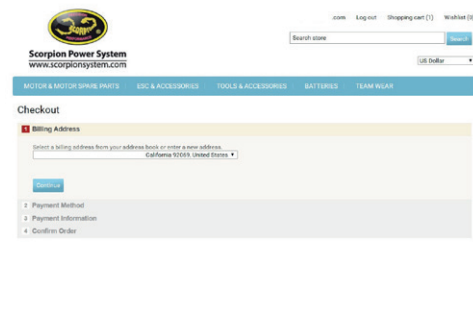 .com Log out Shopping cart (1) Wishlist (0)
SCORPION
Search store Search
Scorpion Power System
www.scorpionsystem.com
US Dollar
MOTOR & MOTOR SPARE PARTS ESC & ACCESSORIES TOOLS & ACCESSORIES BATTERIES TEAM WEAR
Checkout
1 Billing Address
Select a billing address from your address book or enter a new address.
California 92069, United States
Continue
2 Payment Method
3 Payment Information
4 Confirm Order